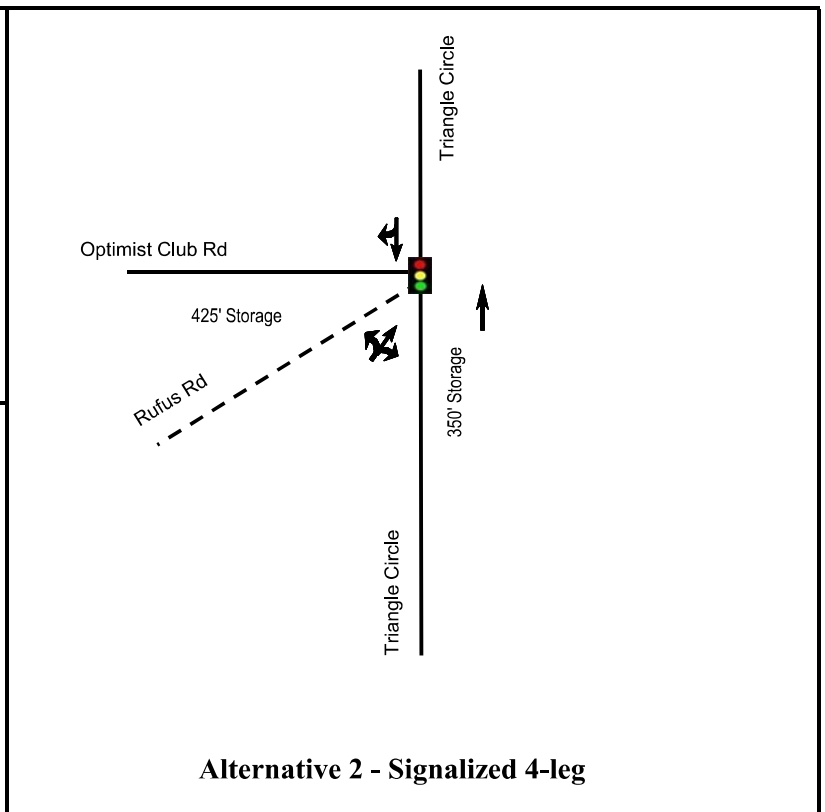 Triangle Circle
Optimist Club Rd
425' Storage
Rufus Rd
350' Storage
Triangle Circle
Alternative 2 - Signalized 4-leg